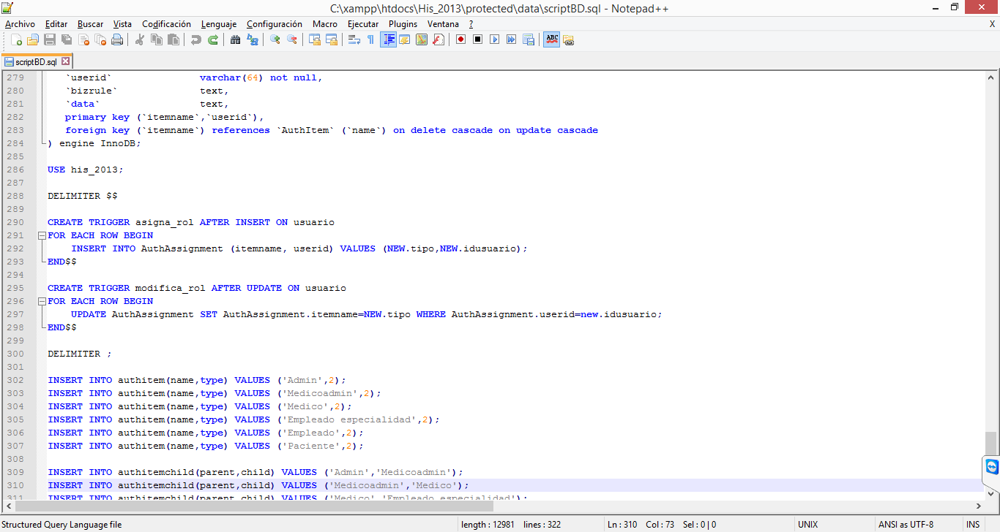 C:\xampp\htdocs\His_2013\protected\data\scriptBD.sql - Notepad++
Archivo Editar Buscar Vista Codificación Lenguaje Configuración Macro Ejecutar Plugins Ventana ? X
ABC
scriptBD.sql
279 `userid` varchar(64) not null,
280 `bizrule` text,
281 `data` text,
282 primary key (`itemname`,`userid`),
283 foreign key (`itemname`) references `AuthItem` (`name`) on delete cascade on update cascade
284 ) engine InnoDB;
285
286 USE his_2013;
287
288 DELIMITER $$
289
290 CREATE TRIGGER asigna_rol AFTER INSERT ON usuario
291 FOR EACH ROW BEGIN
292 INSERT INTO AuthAssignment (itemname, userid) VALUES (NEW.tipo,NEW.idusuario);
293 END$$
294
295 CREATE TRIGGER modifica_rol AFTER UPDATE ON usuario
296 FOR EACH ROW BEGIN
297 UPDATE AuthAssignment SET AuthAssignment.itemname=NEW.tipo WHERE AuthAssignment.userid=new.idusuario;
298 END$$
299
300 DELIMITER ;
301
302 INSERT INTO authitem(name,type) VALUES ('Admin',2);
303 INSERT INTO authitem(name,type) VALUES ('Medicoadmin',2);
304 INSERT INTO authitem(name,type) VALUES ('Medico',2);
305 INSERT INTO authitem(name,type) VALUES ('Empleado especialidad',2);
306 INSERT INTO authitem(name,type) VALUES ('Empleado',2);
307 INSERT INTO authitem(name,type) VALUES ('Paciente',2);
308
309 INSERT INTO authitemchild(parent,child) VALUES ('Admin','Medicoadmin');
310 INSERT INTO authitemchild(parent,child) VALUES ('Medicoadmin','Medico');
311 INSERT INTO authitemchild(parent,child) VALUES ('Medico','Empleado especialidad');
Structured Query Language file length : 12981 lines : 322 Ln : 310 Col : 73 Sel : 0 | 0 UNIX ANSI as UTF-8 INS